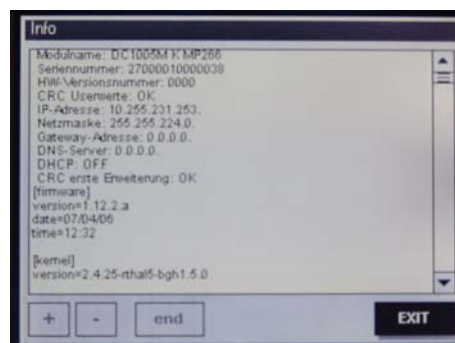 Info
Modulname: DC1005M K MP266
Seriennummer: 27000010000038
HW-Versionsnummer: 0000
CRC Userwerte: OK
IP-Adresse: 10.255.231.253.
Netzmaske: 255.255.224.0.
Gateway-Adresse: 0.0.0.0.
DNS-Server: 0.0.0.0.
DHCP: OFF
CRC erste Erweiterung: OK
[firmware]
version=1.12.2.a
date=07/04/06
time=12:32
[kernel]
version=2.4.25-rthal5-bgh1.5.0
+ - end EXIT